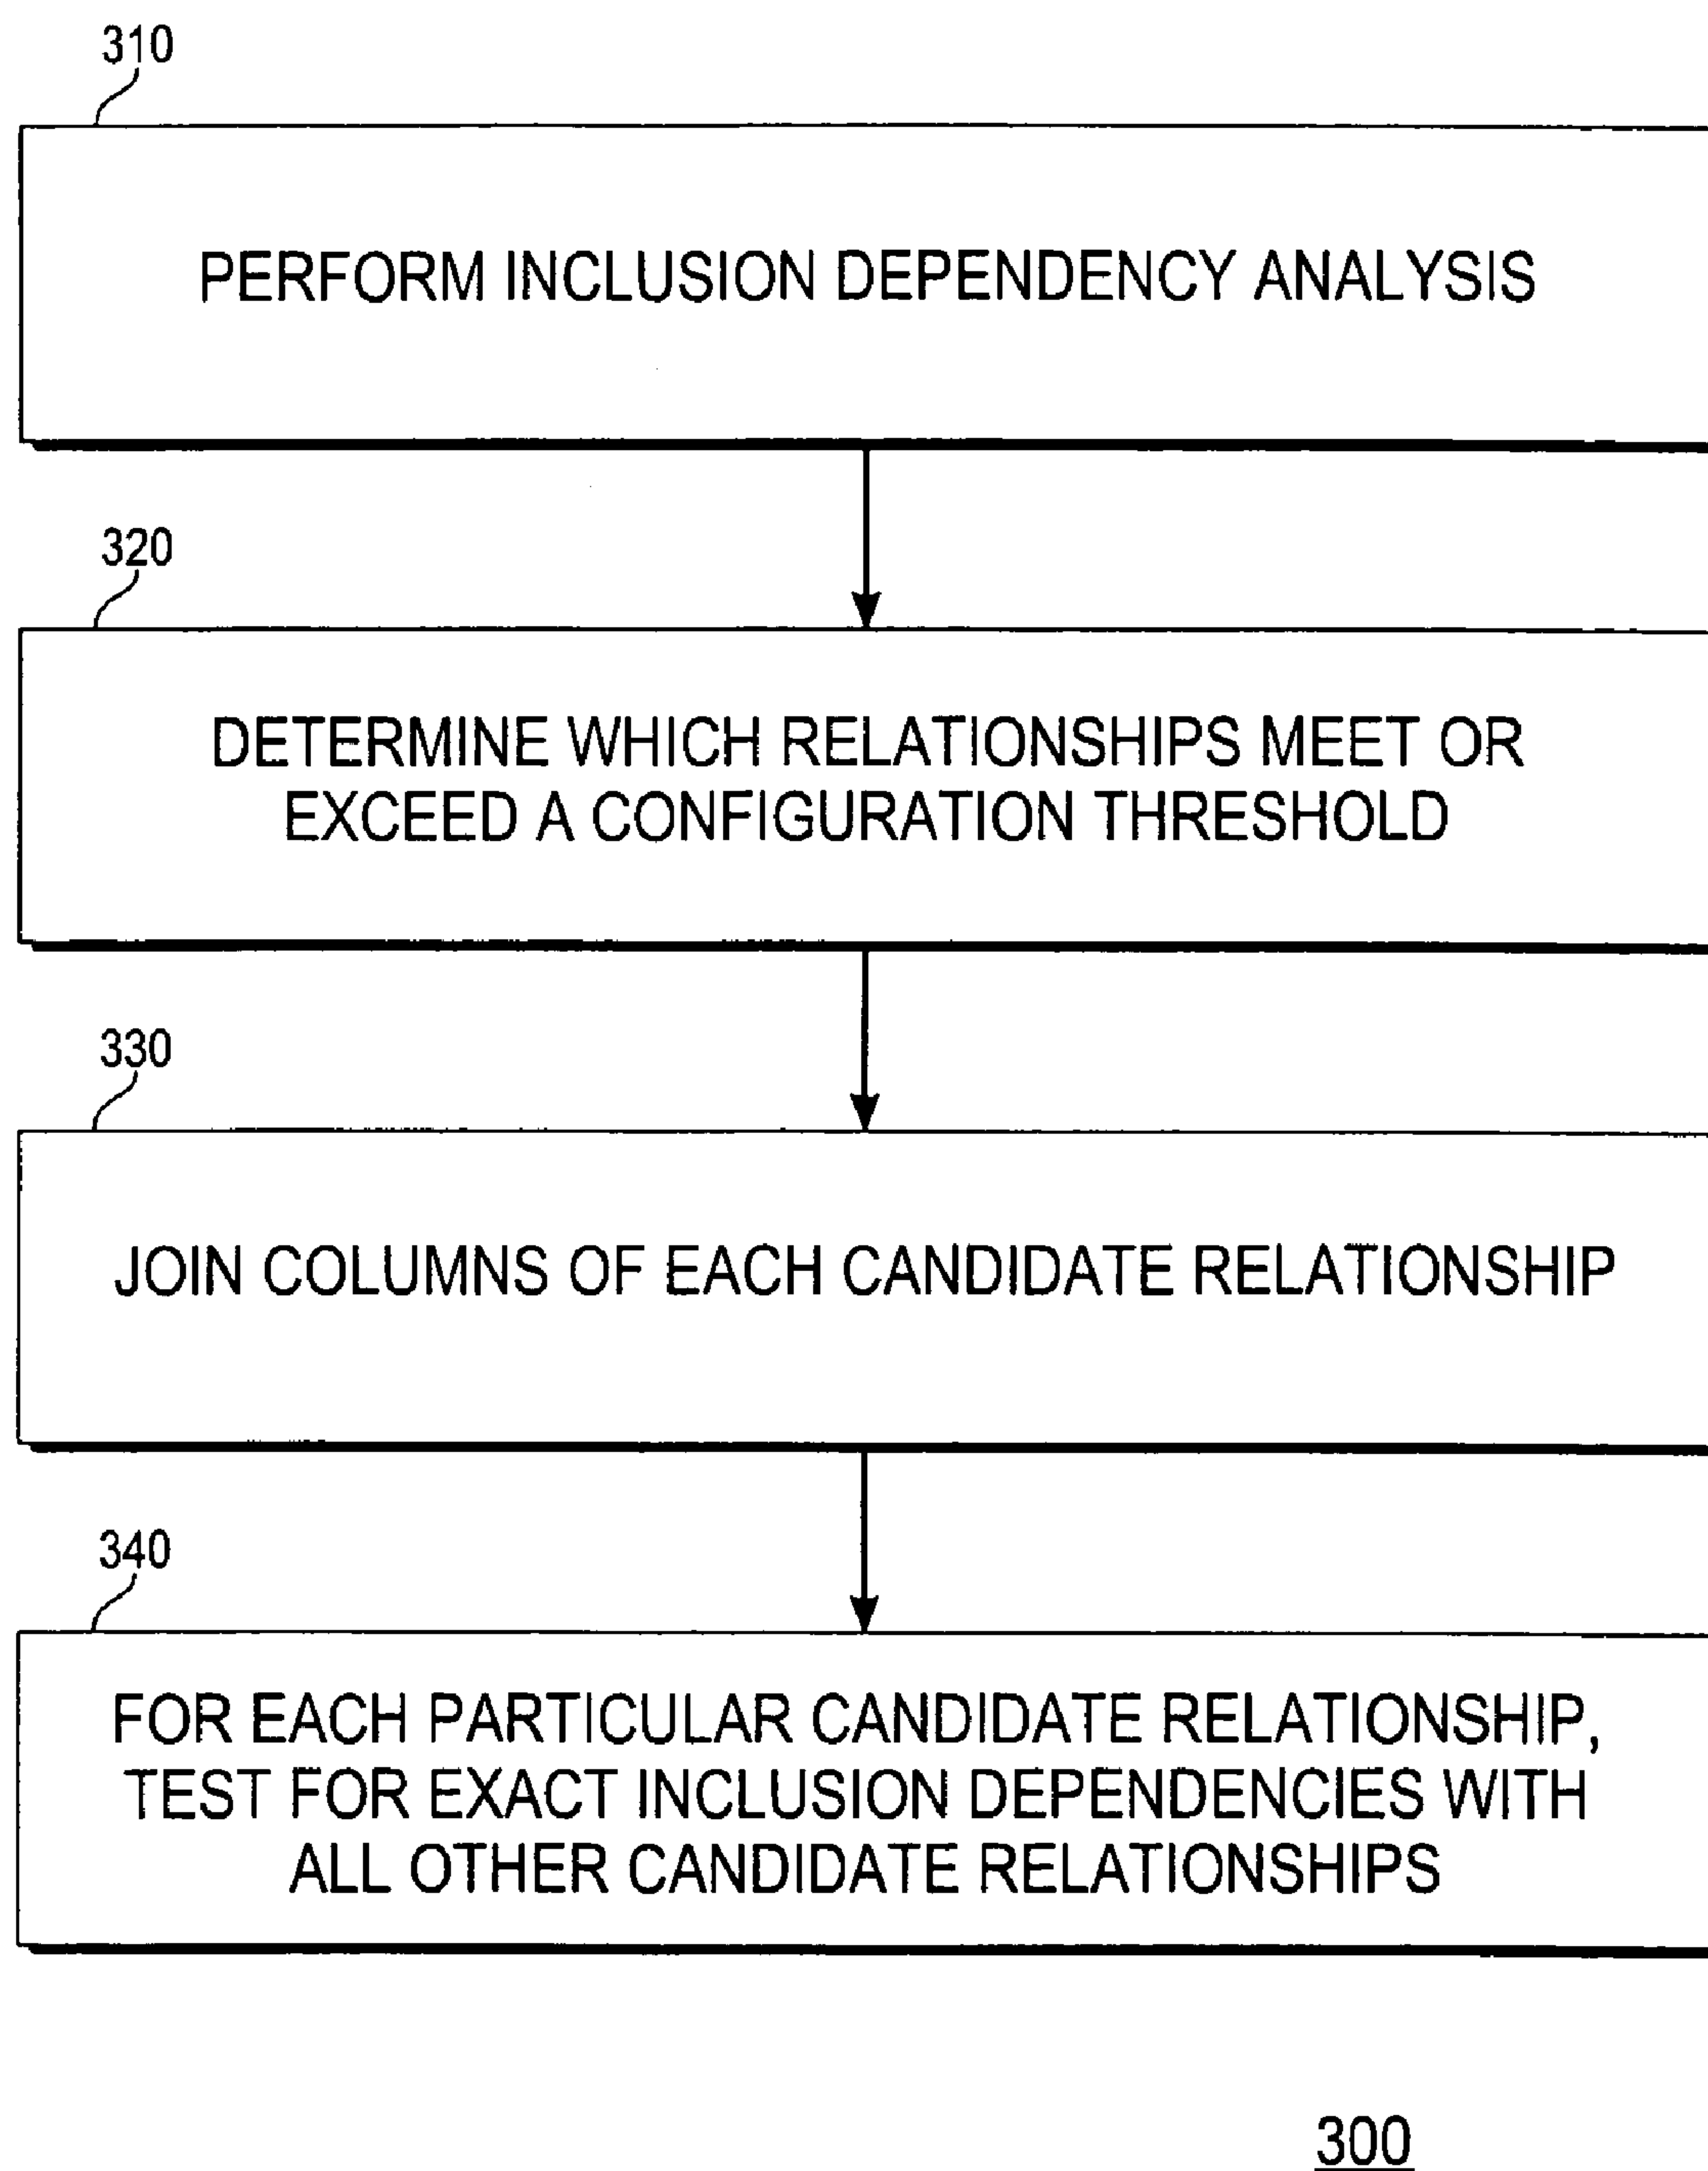 310
PERFORM INCLUSION DEPENDENCY ANALYSIS
320
DETERMINE WHICH RELATIONSHIPS MEET OR
EXCEED A CONFIGURATION THRESHOLD
330
JOIN COLUMNS OF EACH CANDIDATE RELATIONSHIP
340
FOR EACH PARTICULAR CANDIDATE RELATIONSHIP,
TEST FOR EXACT INCLUSION DEPENDENCIES WITH
ALL OTHER CANDIDATE RELATIONSHIPS
300